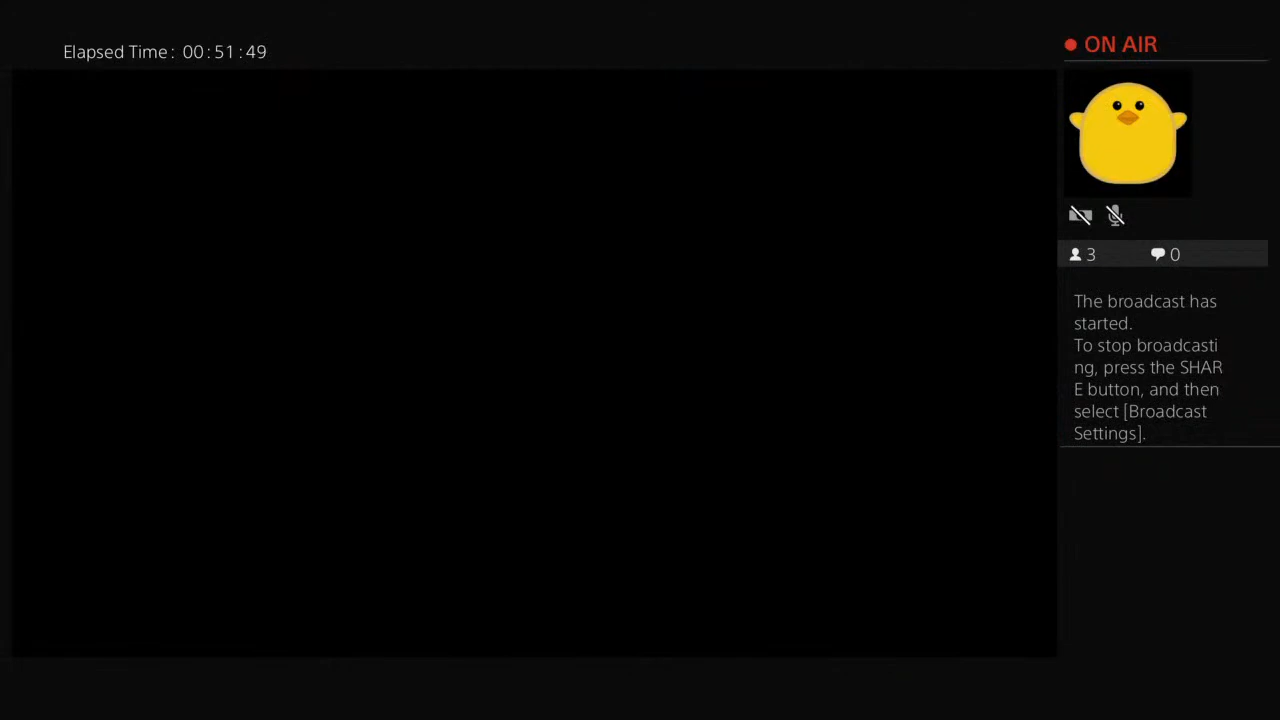 Elapsed Time: 00:51:49
ON AIR
3 0
The broadcast has
started.
To stop broadcasti
ng, press the SHAR
E button, and then
select [Broadcast
Settings].